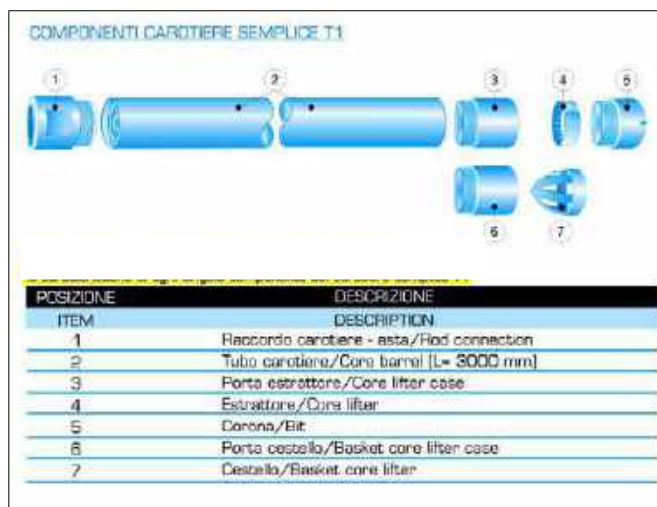 COMPONENTI CAROTIERE SEMPLICE T1
1 2 3 4 5
6 7
POSIZIONE DESCRIZIONE
ITEM DESCRIPTION
1 Raccordo carotiere - asta/Rod connection
2 Tubo carotiere/Core barrel (L= 3000 mm)
3 Porta estrattore/Core lifter case
4 Estrattore/Core lifter
5 Corona/Bit
6 Porta cestello/Basket core lifter case
7 Cestello/Basket core lifter